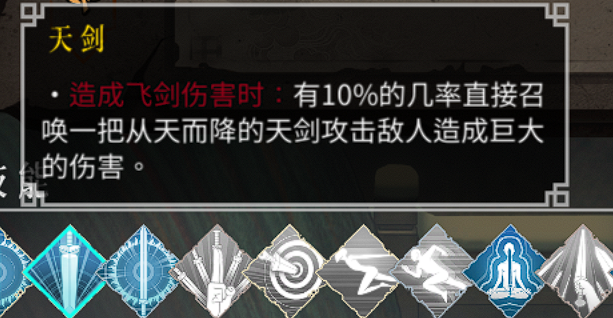 天剑
·造成飞剑伤害时：有10%的几率直接召
唤一把从天而降的天剑攻击敌人造成巨大
的伤害。